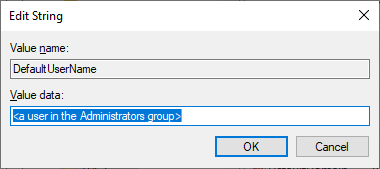 Edit String
Value name:
DefaultUserName
Value data:
<a user in the Administrators group>
OK Cancel